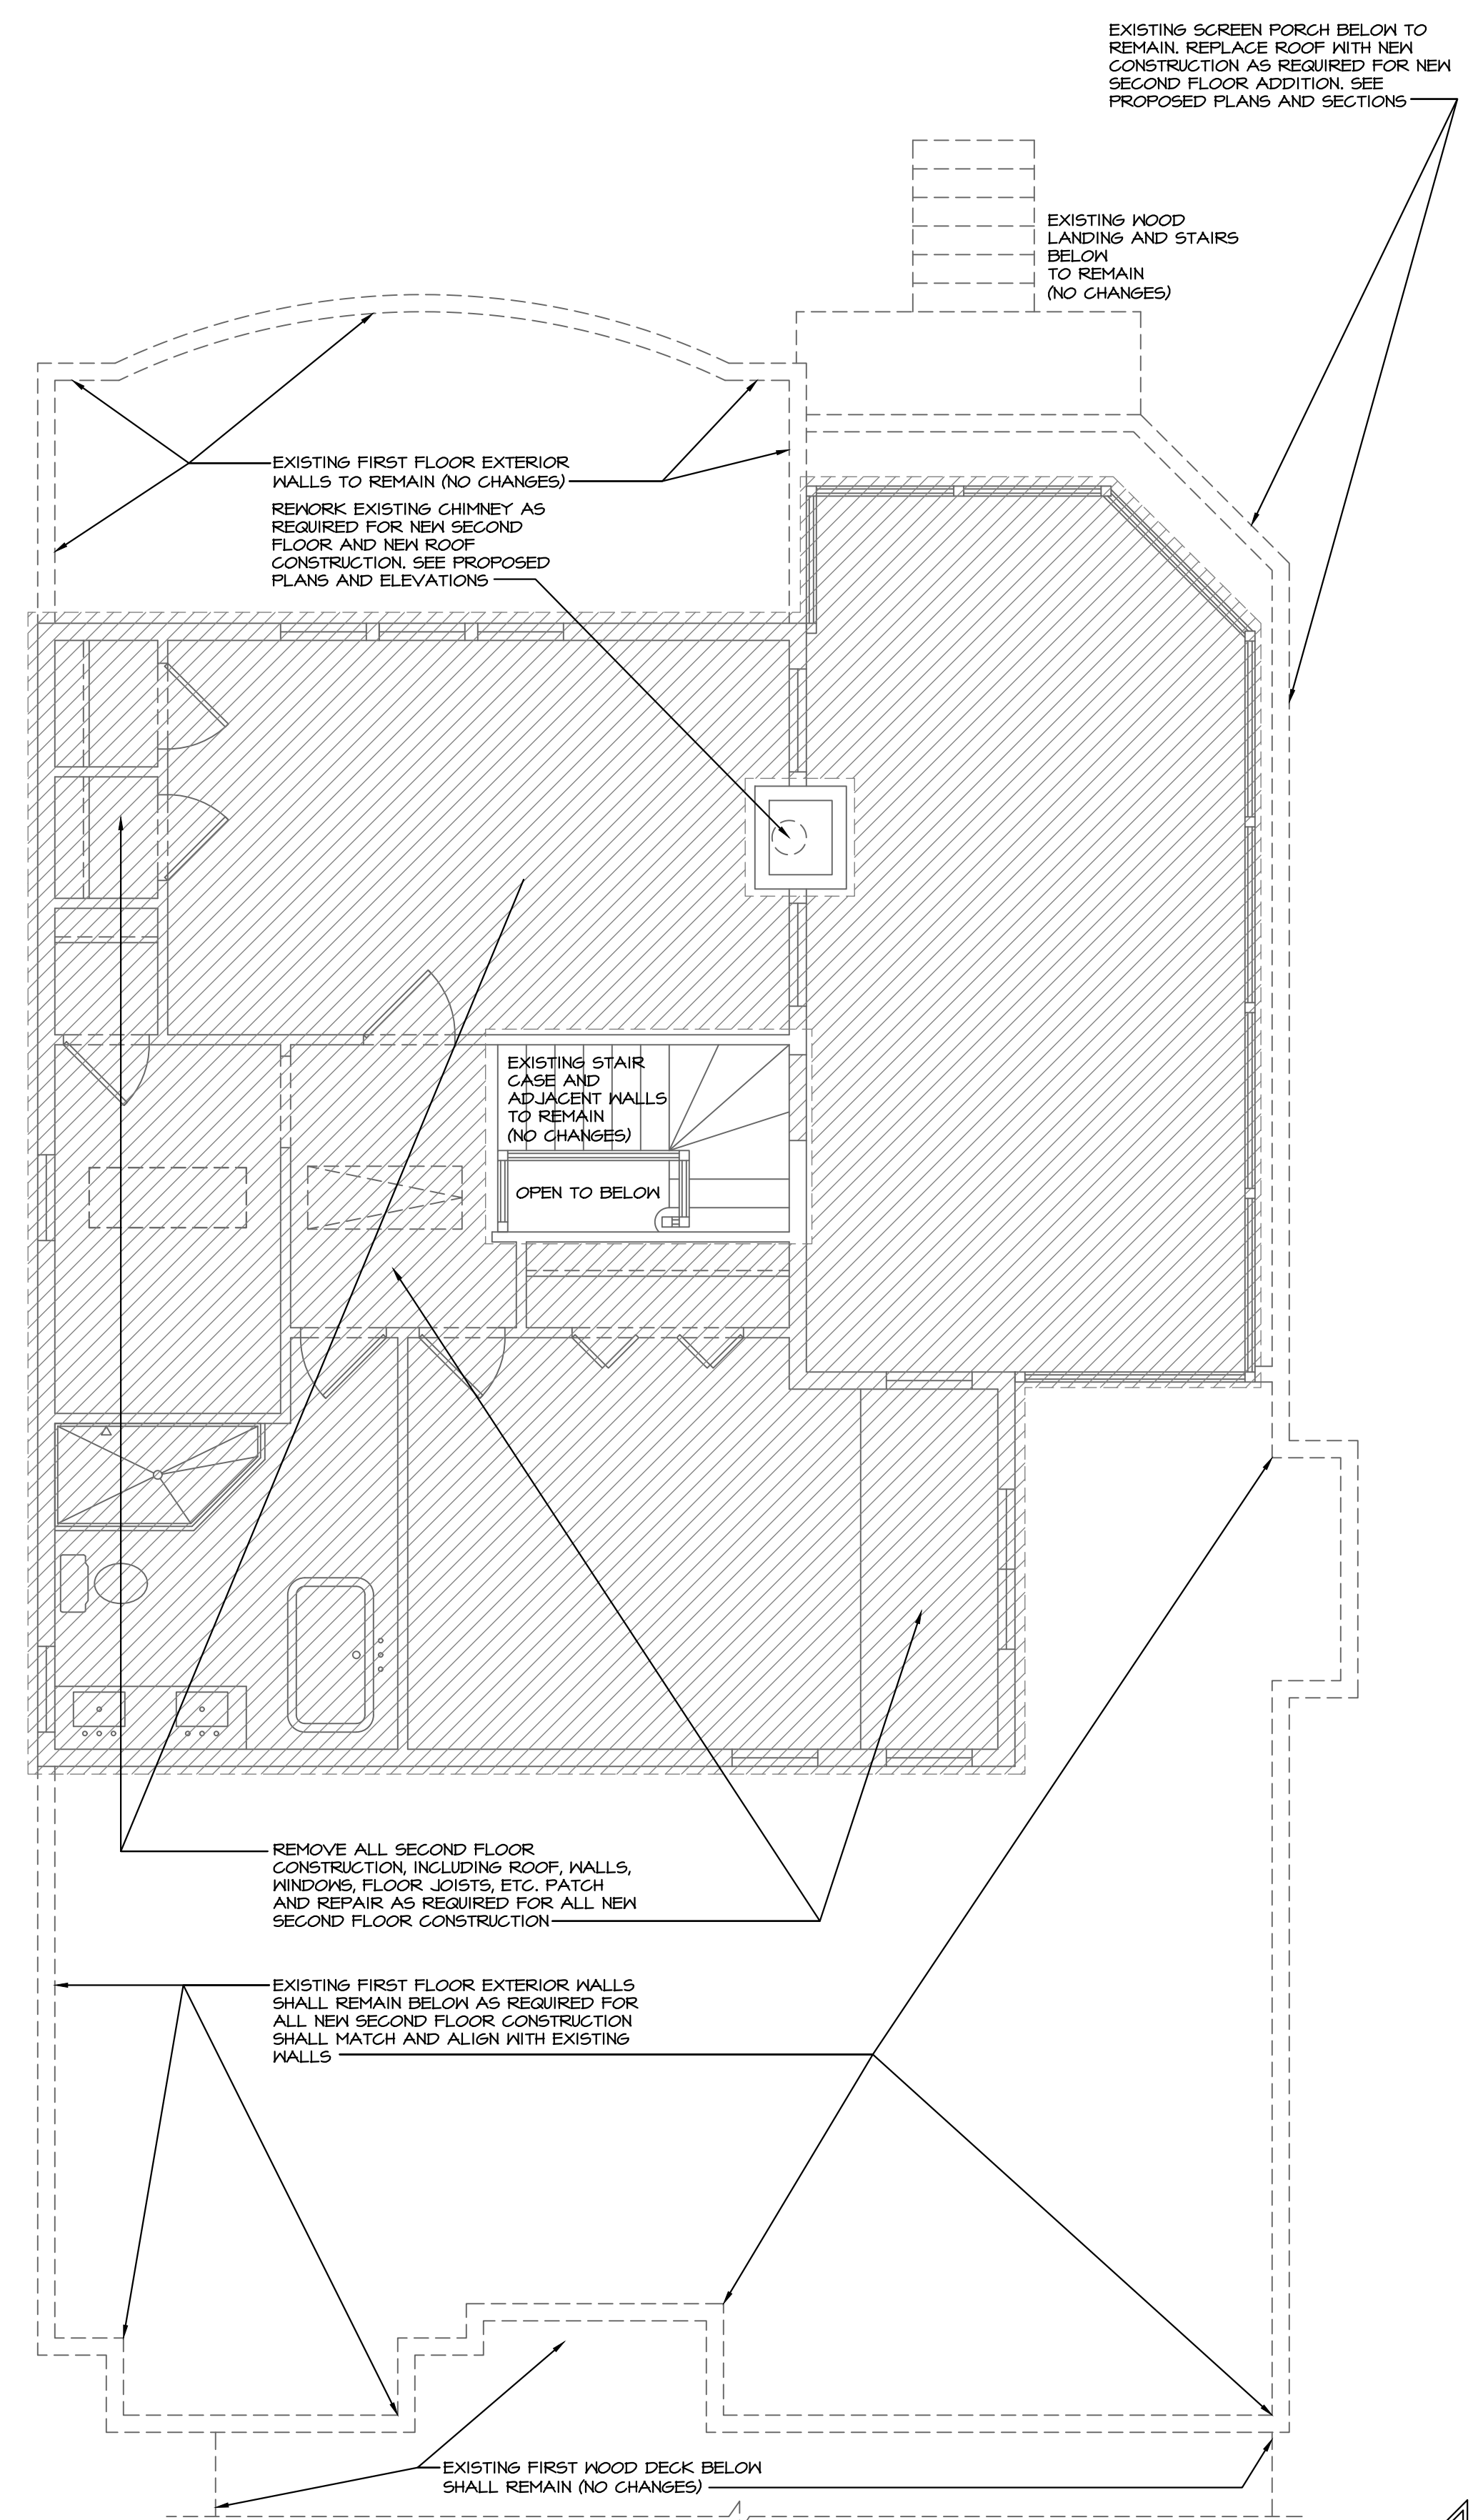 EXISTING SCREEN PORCH BELOW TO
REMAIN. REPLACE ROOF WITH NEW
CONSTRUCTION AS REQUIRED FOR NEW
SECOND FLOOR ADDITION. SEE
PROPOSED PLANS AND SECTIONS
EXISTING WOOD
LANDING AND STAIRS
BELOW
TO REMAIN
(NO CHANGES)
EXISTING FIRST FLOOR EXTERIOR
WALLS TO REMAIN (NO CHANGES)
REWORK EXISTING CHIMNEY AS
REQUIRED FOR NEW SECOND
FLOOR AND NEW ROOF
CONSTRUCTION. SEE PROPOSED
PLANS AND ELEVATIONS
EXISTING STAIR
CASE AND
ADJACENT WALLS
TO REMAIN
(NO CHANGES)
OPEN TO BELOW
REMOVE ALL SECOND FLOOR
CONSTRUCTION, INCLUDING ROOF, WALLS,
WINDOWS, FLOOR JOISTS, ETC. PATCH
AND REPAIR AS REQUIRED FOR ALL NEW
SECOND FLOOR CONSTRUCTION
EXISTING FIRST FLOOR EXTERIOR WALLS
SHALL REMAIN BELOW AS REQUIRED FOR
ALL NEW SECOND FLOOR CONSTRUCTION
SHALL MATCH AND ALIGN WITH EXISTING
WALLS
EXISTING FIRST WOOD DECK BELOW
SHALL REMAIN (NO CHANGES)